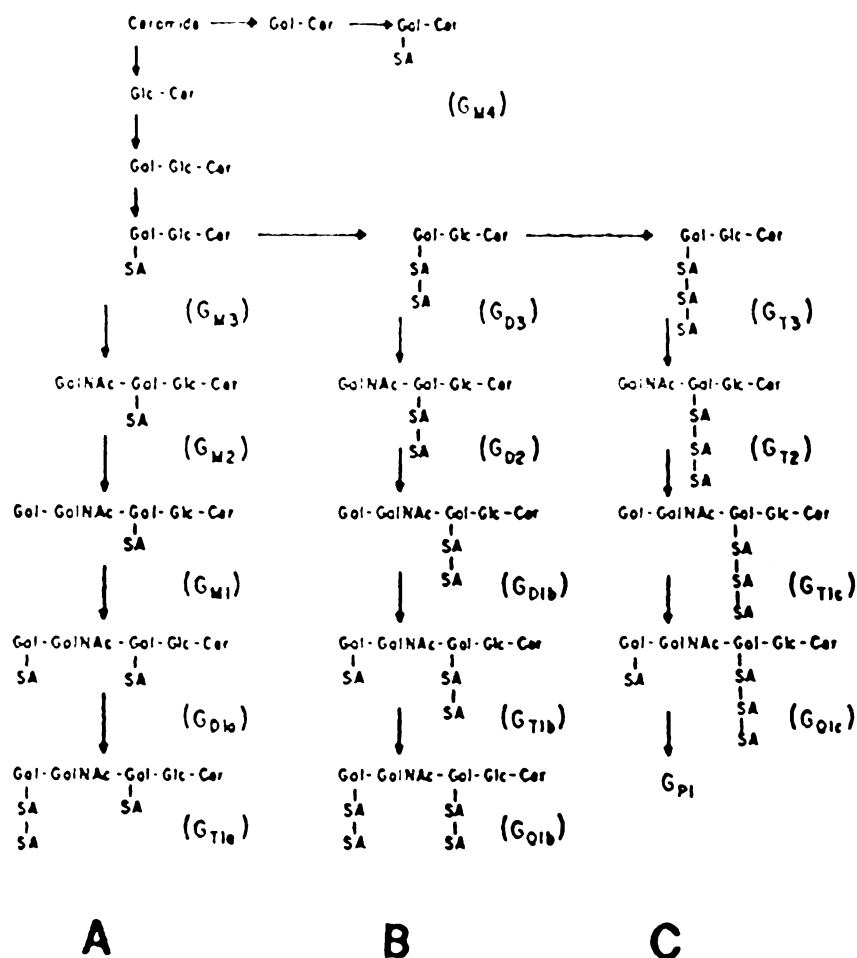 Ceramide Gal-Cer Gal-Cer
SA
(GM4)
Glc-Cer
Gal-Glc-Cer
Gal-Glc-Cer Gal-Glc-Cer Gal-Glc-Cer
SA SA SA
SA SA
SA
(GM3) (GD3) (GT3)
GalNAc-Gal-Glc-Cer GalNAc-Gal-Glc-Cer GalNAc-Gal-Glc-Cer
SA SA SA
SA SA
SA
(GM2) (GD2) (GT2)
Gal-GalNAc-Gal-Glc-Cer Gal-GalNAc-Gal-Glc-Cer Gal-GalNAc-Gal-Glc-Cer
SA SA SA
SA SA
SA
(GM1) (GD1b) (GT1c)
Gal-GalNAc-Gal-Glc-Cer Gal-GalNAc-Gal-Glc-Cer Gal-GalNAc-Gal-Glc-Cer
SA SA SA SA SA SA
SA SA
SA
(GD1a) (GT1b) (GQ1c)
Gal-GalNAc-Gal-Glc-Cer Gal-GalNAc-Gal-Glc-Cer GP1
SA SA SA SA
SA SA SA
(GT1a) (GQ1b)
A B C